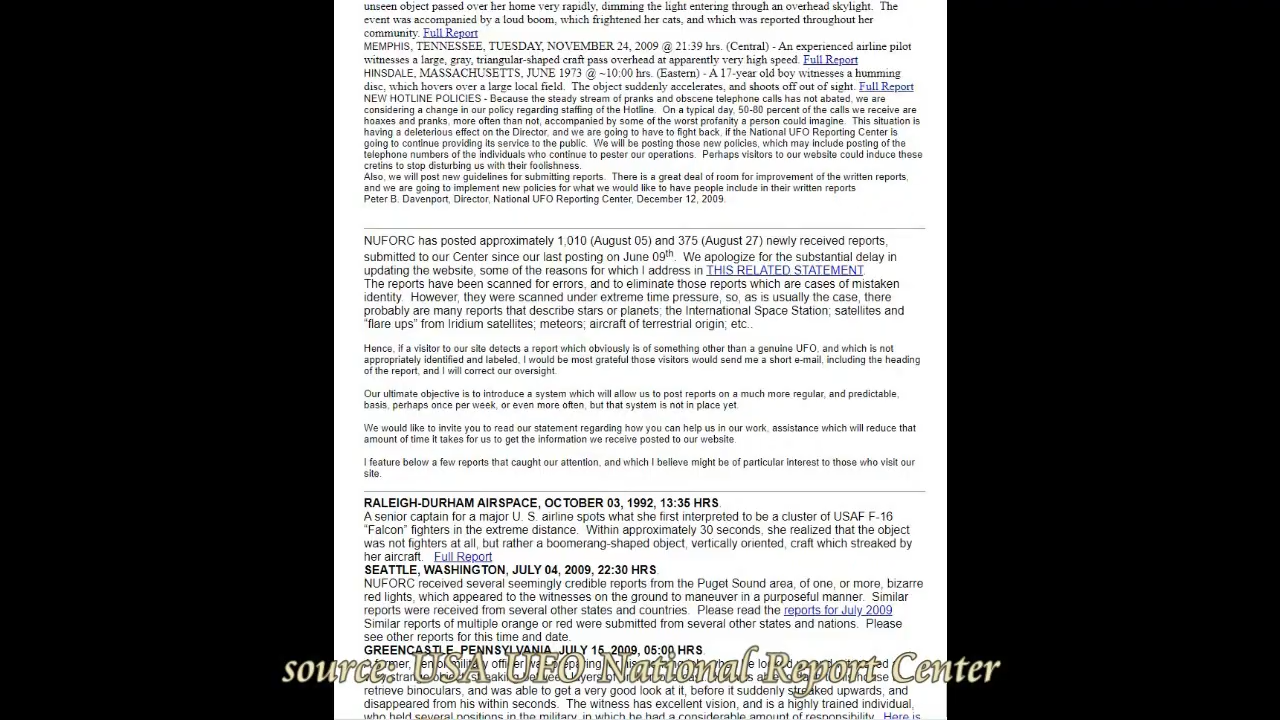 unseen object passed over her home very rapidly, dimming the light entering through an overhead skylight.  The
event was accompanied by a loud boom, which frightened her cats, and which was reported throughout her
community. Full Report
MEMPHIS, TENNESSEE, TUESDAY, NOVEMBER 24, 2009 @ 21:39 hrs. (Central) - An experienced airline pilot
witnesses a large, gray, triangular-shaped craft pass overhead at apparently very high speed.  Full Report
HINSDALE, MASSACHUSETTS, JUNE 1973 @ ~10:00 hrs. (Eastern) - A 17-year old boy witnesses a humming
disc, which hovers over a large local field.  The object suddenly accelerates, and shoots off out of sight.  Full Report
NEW HOTLINE POLICIES - Because the steady stream of pranks and obscene telephone calls has not abated, we are
considering a change in our policy regarding staffing of the Hotline.  On a typical day, 50-80 percent of the calls we receive are
hoaxes and pranks, more often than not, accompanied by some of the worst profanity a person could imagine.  This situation is
having a deleterious effect on the Director, and we are going to have to fight back, if the National UFO Reporting Center is
going to continue providing its service to the public.  We will be posting those new policies, which may include posting of the
telephone numbers of the individuals who continue to pester our operations.  Perhaps visitors to our website could induce these
cretins to stop disturbing us with their foolishness.
Also, we will post new guidelines for submitting reports.  There is a great deal of room for improvement of the written reports,
and we are going to implement new policies for what we would like to have people include in their written reports
Peter B. Davenport, Director, National UFO Reporting Center, December 12, 2009.
NUFORC has posted approximately 1,010 (August 05) and 375 (August 27) newly received reports,
submitted to our Center since our last posting on June 09th.  We apologize for the substantial delay in
updating the website, some of the reasons for which I address in THIS RELATED STATEMENT.
The reports have been scanned for errors, and to eliminate those reports which are cases of mistaken
identity.  However, they were scanned under extreme time pressure, so, as is usually the case, there
probably are many reports that describe stars or planets; the International Space Station; satellites and
“flare ups” from Iridium satellites; meteors; aircraft of terrestrial origin; etc..
Hence, if a visitor to our site detects a report which obviously is of something other than a genuine UFO, and which is not
appropriately identified and labeled, I would be most grateful those visitors would send me a short e-mail, including the heading
of the report, and I will correct our oversight.
Our ultimate objective is to introduce a system which will allow us to post reports on a much more regular, and predictable,
basis, perhaps once per week, or even more often, but that system is not in place yet.
We would like to invite you to read our statement regarding how you can help us in our work, assistance which will reduce that
amount of time it takes for us to get the information we receive posted to our website.
I feature below a few reports that caught our attention, and which I believe might be of particular interest to those who visit our
site.
RALEIGH-DURHAM AIRSPACE, OCTOBER 03, 1992, 13:35 HRS.
A senior captain for a major U. S. airline spots what she first interpreted to be a cluster of USAF F-16
“Falcon” fighters in the extreme distance.  Within approximately 30 seconds, she realized that the object
was not fighters at all, but rather a boomerang-shaped object, vertically oriented, craft which streaked by
her aircraft.  Full Report
SEATTLE, WASHINGTON, JULY 04, 2009, 22:30 HRS.
NUFORC received several seemingly credible reports from the Puget Sound area, of one, or more, bizarre
red lights, which appeared to the witnesses on the ground to maneuver in a purposeful manner.  Similar
reports were received from several other states and countries.  Please read the reports for July 2009
Similar reports of multiple orange or red were submitted from several other states and nations.  Please
see other reports for this time and date.
GREENCASTLE, PENNSYLVANIA, JULY 15, 2009, 05:00 HRS.
source: USA UFO National Report Center
retrieve binoculars, and was able to get a very good look at it, before it suddenly streaked upwards, and
disappeared from his within seconds.  The witness has excellent vision, and is a highly trained individual,
who held several positions in the military, in which he had a considerable amount of responsibility.  Here is